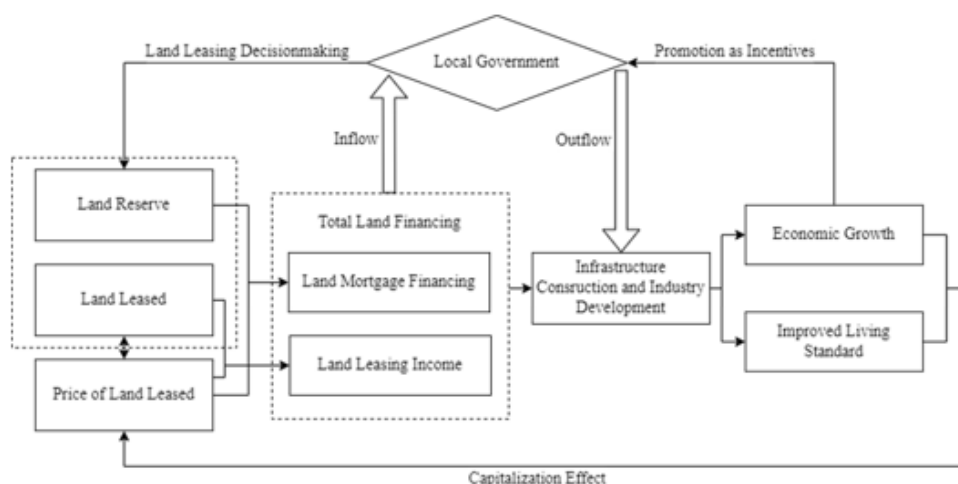 Land Leasing Decisionmaking
Local Government
Promotion as Incentives
Inflow
Outflow
Land Reserve
Total Land Financing
Economic Growth
Land Mortgage Financing
Infrastructure
Consruction and Industry
Development
Land Leased
Improved Living
Standard
Land Leasing Income
Price of Land Leased
Capitalization Effect